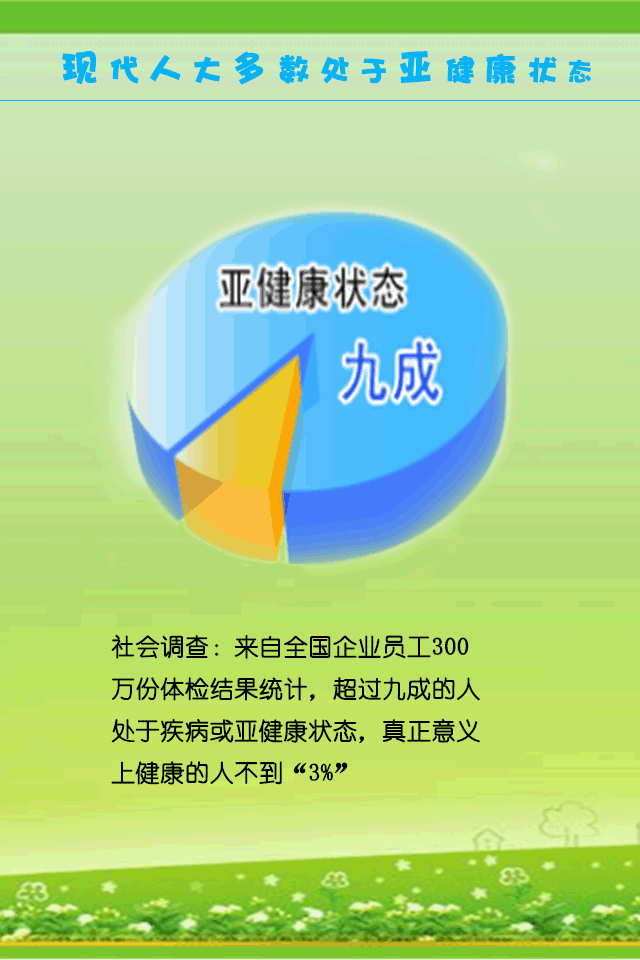 现代人大多数处于亚健康状态
亚健康状态
九成
社会调查：来自全国企业员工300
万份体检结果统计，超过九成的人
处于疾病或亚健康状态，真正意义
上健康的人不到“3%”